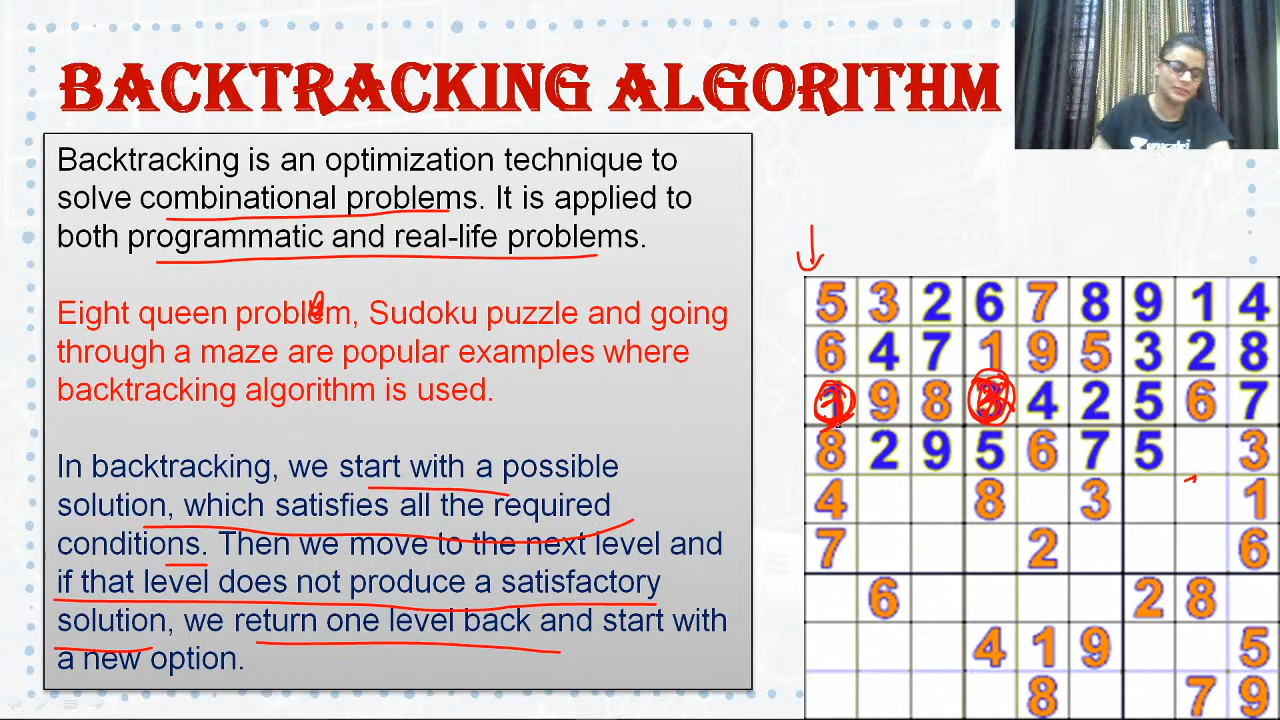 BACKTRACKING ALGORITHM
Backtracking is an optimization technique to
solve combinational problems. It is applied to
both programmatic and real-life problems.
Eight queen problem, Sudoku puzzle and going
through a maze are popular examples where
backtracking algorithm is used.
In backtracking, we start with a possible
solution, which satisfies all the required
conditions. Then we move to the next level and
if that level does not produce a satisfactory
solution, we return one level back and start with
a new option.
5 3 2 6 7 8 9 1 4
6 4 7 1 9 5 3 2 8
1 9 8 3 4 2 5 6 7
8 2 9 5 6 7 5 3
4 8 3 1
7 2 6
6 2 8
4 1 9 5
8 7 9